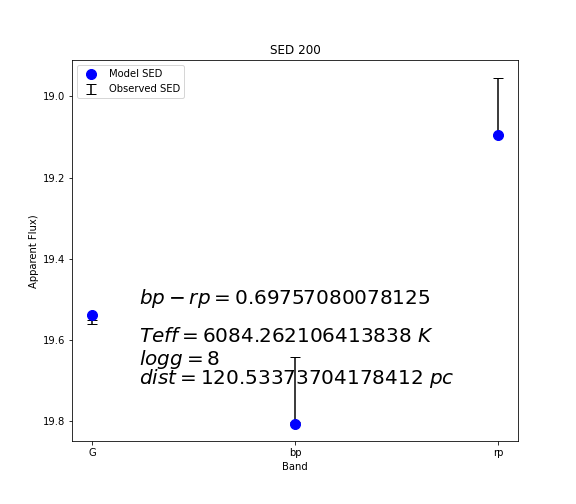 SED 200
Model SED
Observed SED
19.0
19.2
19.4
19.6
19.8
Apparent Flux)
bp − rp = 0.69757080078125
Teff = 6084.262106413838 K
logg = 8
dist = 120.53373704178412 pc
G bp rp
Band